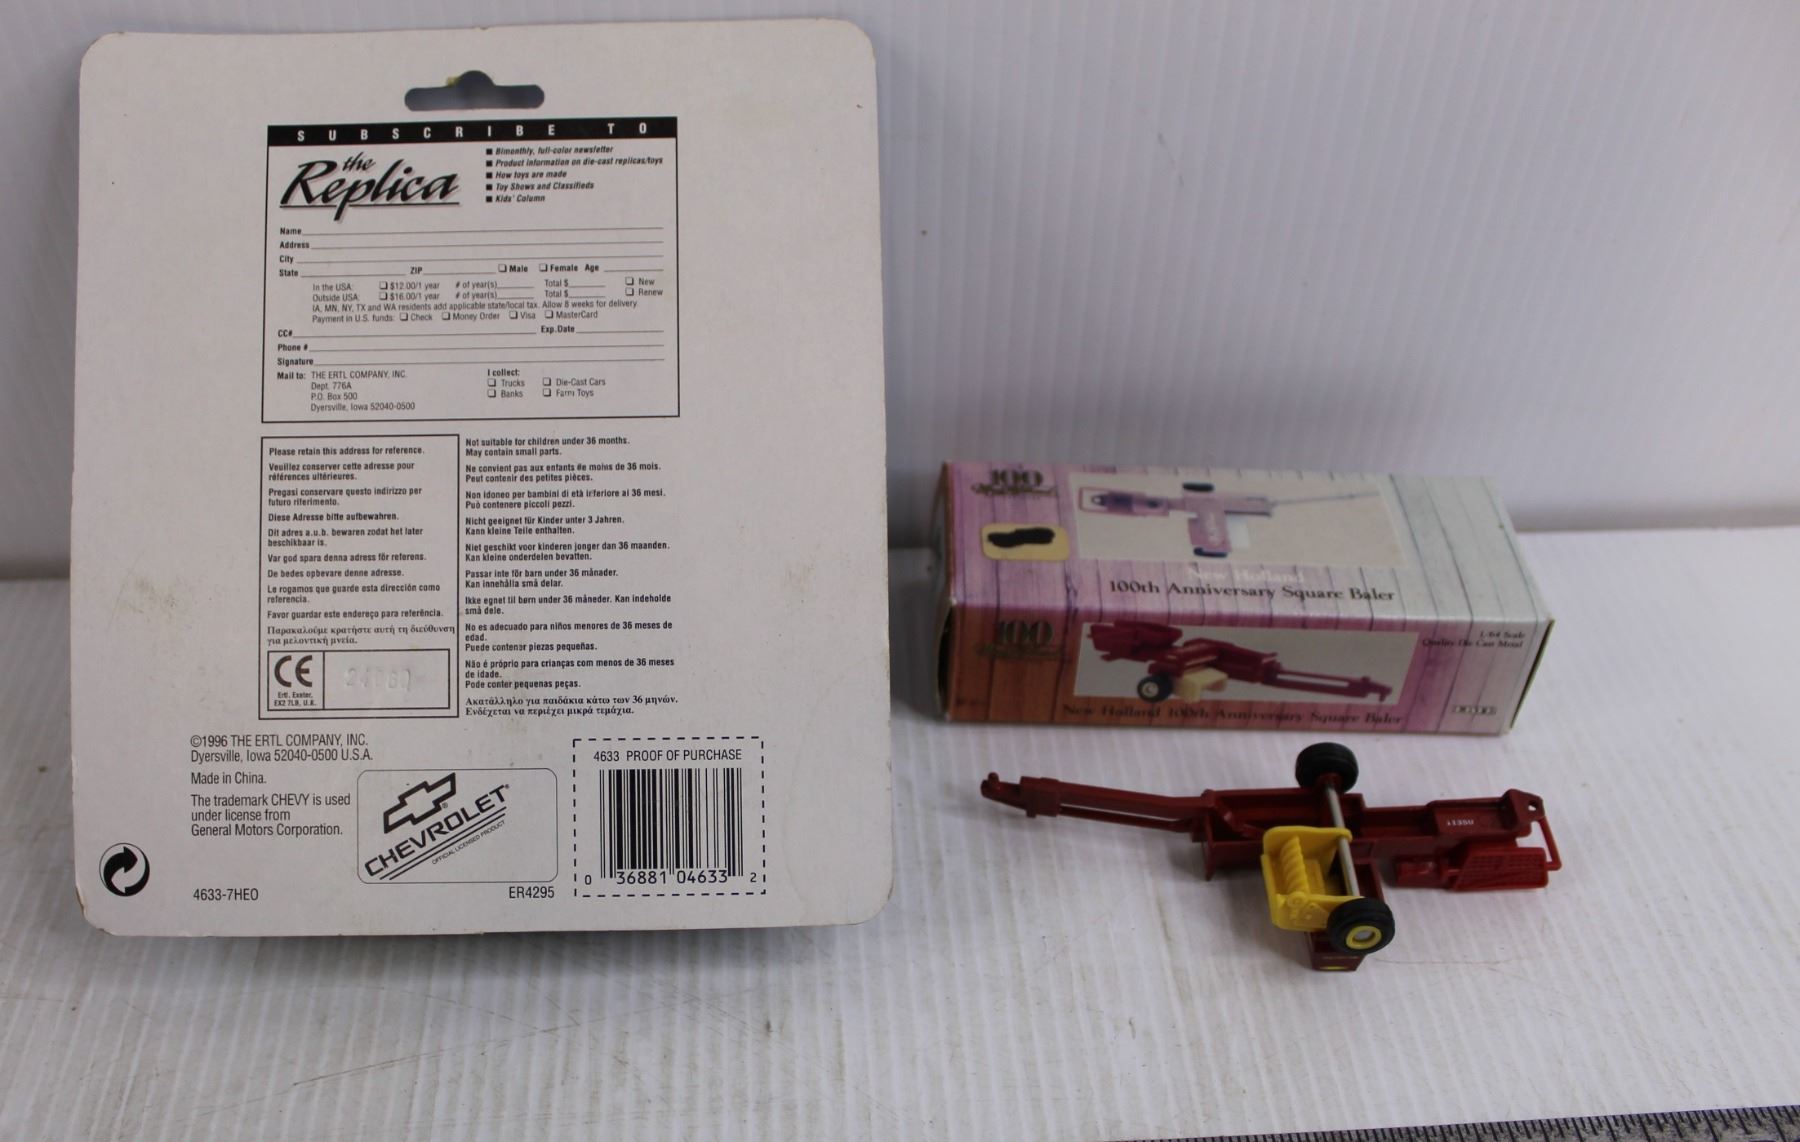 SUBSCRIBE TO
the
Replica
■ Bimonthly, full-color newsletter
■ Product information on die-cast replicas/toys
■ How toys are made
■ Toy Shows and Classifieds
■ Kids' Column
Name
Address
City
State ZIP ❏ Male ❏ Female Age
In the USA: ❏ $12.00/1 year # of year(s) Total $ ❏ New
Outside USA: ❏ $16.00/1 year # of year(s) Total $ ❏ Renew
IA, MN, NY, TX and WA residents add applicable state/local tax. Allow 8 weeks for delivery.
Payment in U.S. funds: ❏ Check ❏ Money Order ❏ Visa ❏ MasterCard
CC# Exp.Date
Phone #
Signature
Mail to: THE ERTL COMPANY, INC.
Dept. 776A
P.O. Box 500
Dyersville, Iowa 52040-0500
I collect:
❏ Trucks ❏ Die-Cast Cars
❏ Banks ❏ Farm Toys
Please retain this address for reference.
Veuillez conserver cette adresse pour
références ultérieures.
Pregasi conservare questo indirizzo per
futuro riferimento.
Diese Adresse bitte aufbewahren.
Dit adres a.u.b. bewaren zodat het later
beschikbaar is.
Var god spara denna adress för referens.
De bedes opbevare denne adresse.
Le rogamos que guarde esta dirección como
referencia.
Favor guardar este endereço para referência.
Παρακαλούμε κρατήστε αυτή τη διεύθυνση
για μελοντική μνεία.
CE
Ertl, Exeter,
EX2 7LB, U.K.
Not suitable for children under 36 months.
May contain small parts.
Ne convient pas aux enfants de moins de 36 mois.
Peut contenir des petites pièces.
Non idoneo per bambini di età inferiore ai 36 mesi.
Può contenere piccoli pezzi.
Nicht geeignet für Kinder unter 3 Jahren.
Kann kleine Teile enthalten.
Niet geschikt voor kinderen jonger dan 36 maanden.
Kan kleine onderdelen bevatten.
Passar inte för barn under 36 månader.
Kan innehålla små delar.
Ikke egnet til børn under 36 måneder. Kan indeholde
små dele.
No es adecuado para niños menores de 36 meses de
edad.
Puede contener piezas pequeñas.
Não é próprio para crianças com menos de 36 meses
de idade.
Pode conter pequenas peças.
Ακατάλληλο για παιδάκια κάτω των 36 μηνών.
Ενδέχεται να περιέχει μικρά τεμάχια.
©1996 THE ERTL COMPANY, INC.
Dyersville, Iowa 52040-0500 U.S.A.
Made in China.
The trademark CHEVY is used
under license from
General Motors Corporation.
CHEVROLET
OFFICIAL LICENSED PRODUCT
4633 PROOF OF PURCHASE
0 36881 04633 2
4633-7HEO
ER4295
100
New Holland
100th Anniversary Square Baler
100
1/64 Scale
Quality Die Cast Metal
New Holland 100th Anniversary Square Baler
ERTL